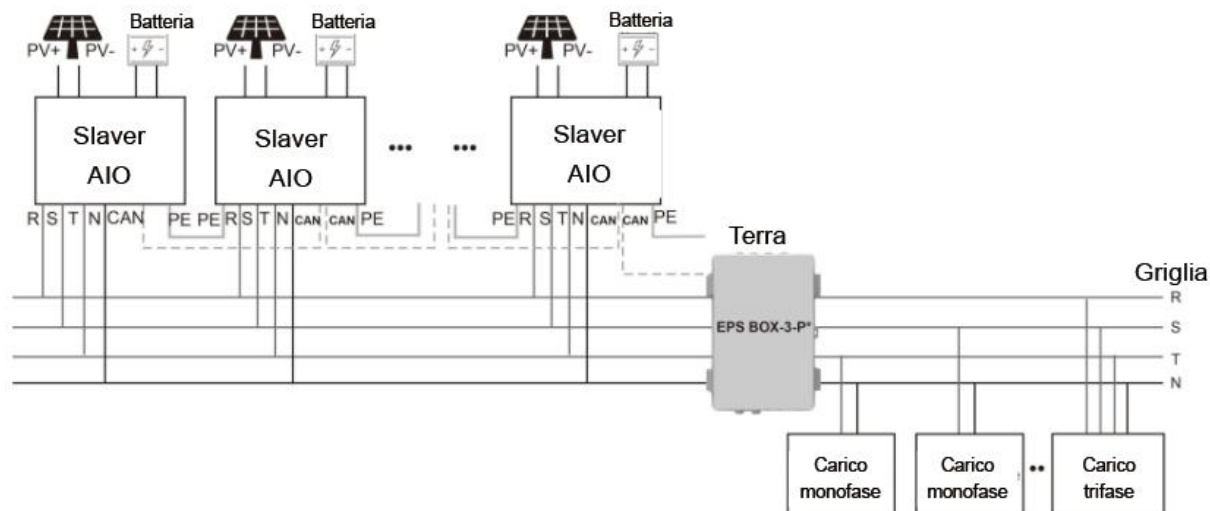 Batteria
PV+ PV-
+ -
Batteria
PV+ PV-
+ -
Batteria
PV+ PV-
+ -
Slaver
AIO
Slaver
AIO
•••
•••
Slaver
AIO
R S T N CAN PE
PE R S T N CAN CAN PE
PE R S T N CAN CAN PE
Terra
Griglia
EPS BOX-3-P*
R
S
T
N
Carico
monofase
Carico
monofase
••
Carico
trifase